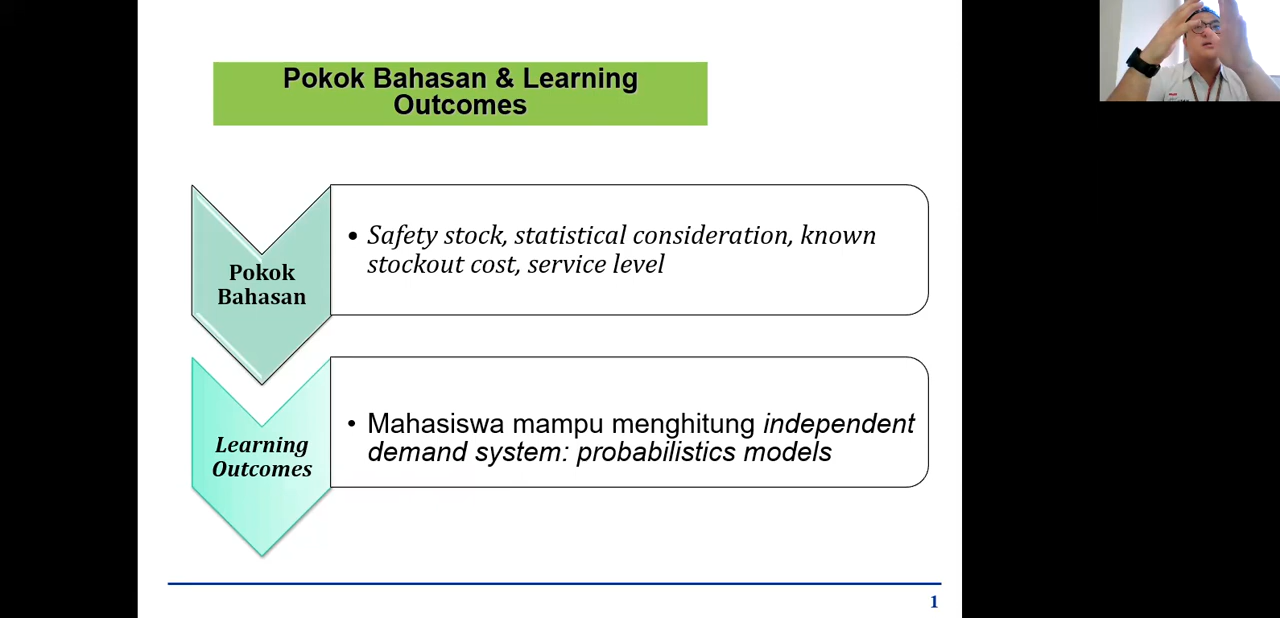 Pokok Bahasan & Learning
Outcomes
Pokok
Bahasan
• Safety stock, statistical consideration, known
stockout cost, service level
Learning
Outcomes
• Mahasiswa mampu menghitung independent
demand system: probabilistics models
1